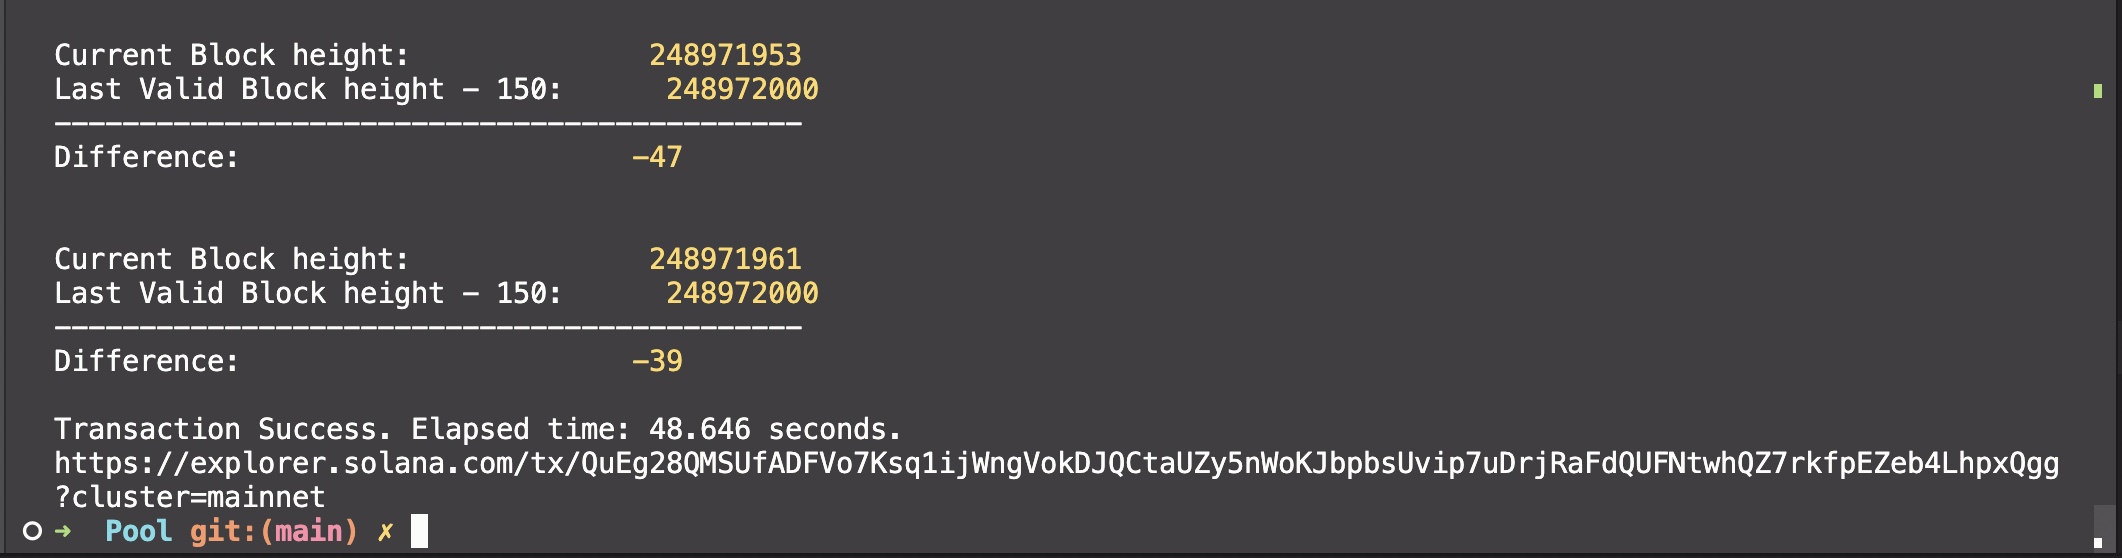 Current Block height: 248971953
Last Valid Block height - 150: 248972000
--------------------------------------------
Difference: -47
Current Block height: 248971961
Last Valid Block height - 150: 248972000
--------------------------------------------
Difference: -39
Transaction Success. Elapsed time: 48.646 seconds.
https://explorer.solana.com/tx/QuEg28QMSUfADFVo7Ksq1ijWngVokDJQCtaUZy5nWoKJbpbsUvip7uDrjRaFdQUFNtwhQZ7rkfpEZeb4LhpxQgg
?cluster=mainnet
➜ Pool git:(main) ✗